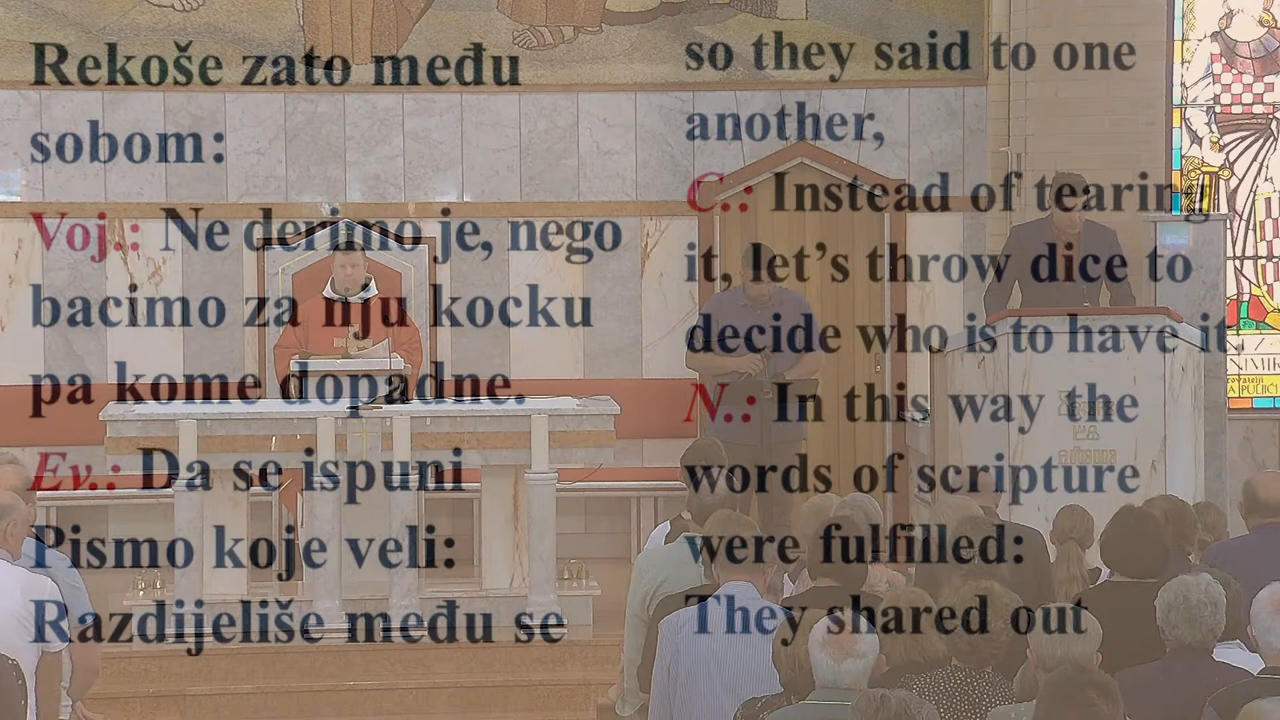 Rekoše zato među
sobom:
Voj.: Ne derimo je, nego
bacimo za nju kocku
pa kome dopadne.
Ev.: Da se ispuni
Pismo koje veli:
Razdijeliše među se
so they said to one
another,
C.: Instead of tearing
it, let’s throw dice to
decide who is to have it.
N.: In this way the
words of scripture
were fulfilled:
They shared out